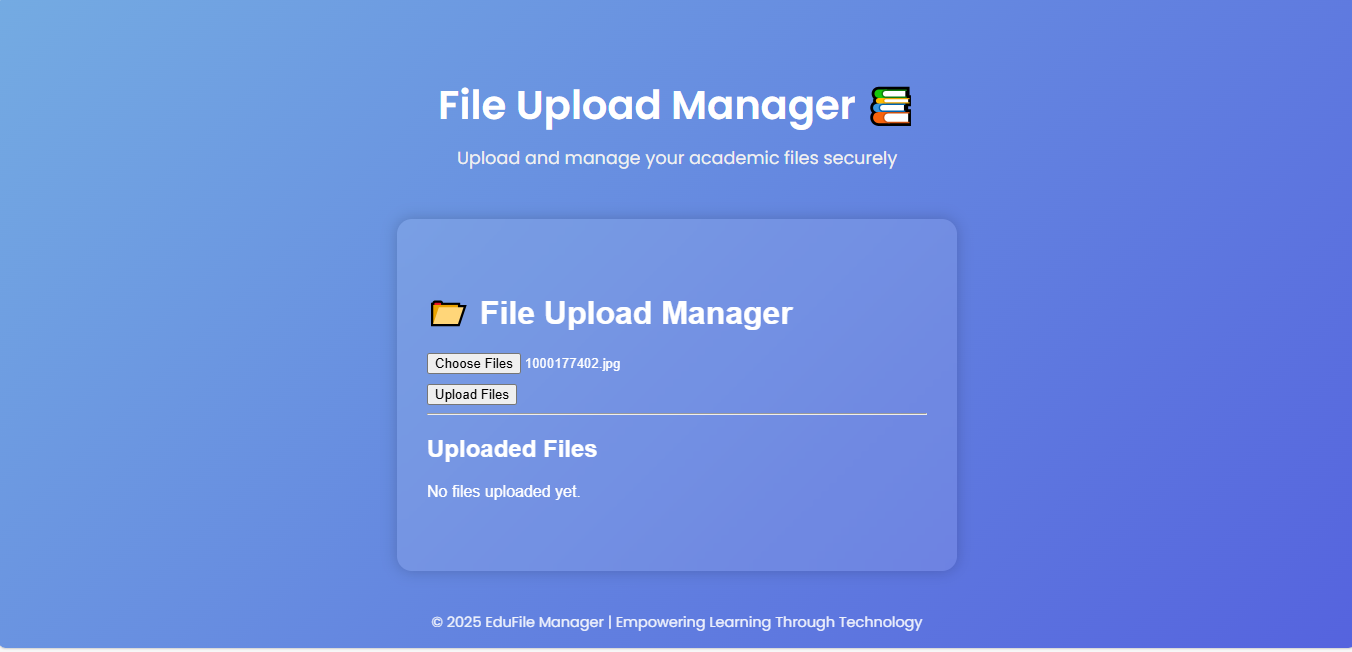 File Upload Manager 📚
Upload and manage your academic files securely
📂 File Upload Manager
Choose Files 1000177402.jpg
Upload Files
Uploaded Files
No files uploaded yet.
© 2025 EduFile Manager | Empowering Learning Through Technology